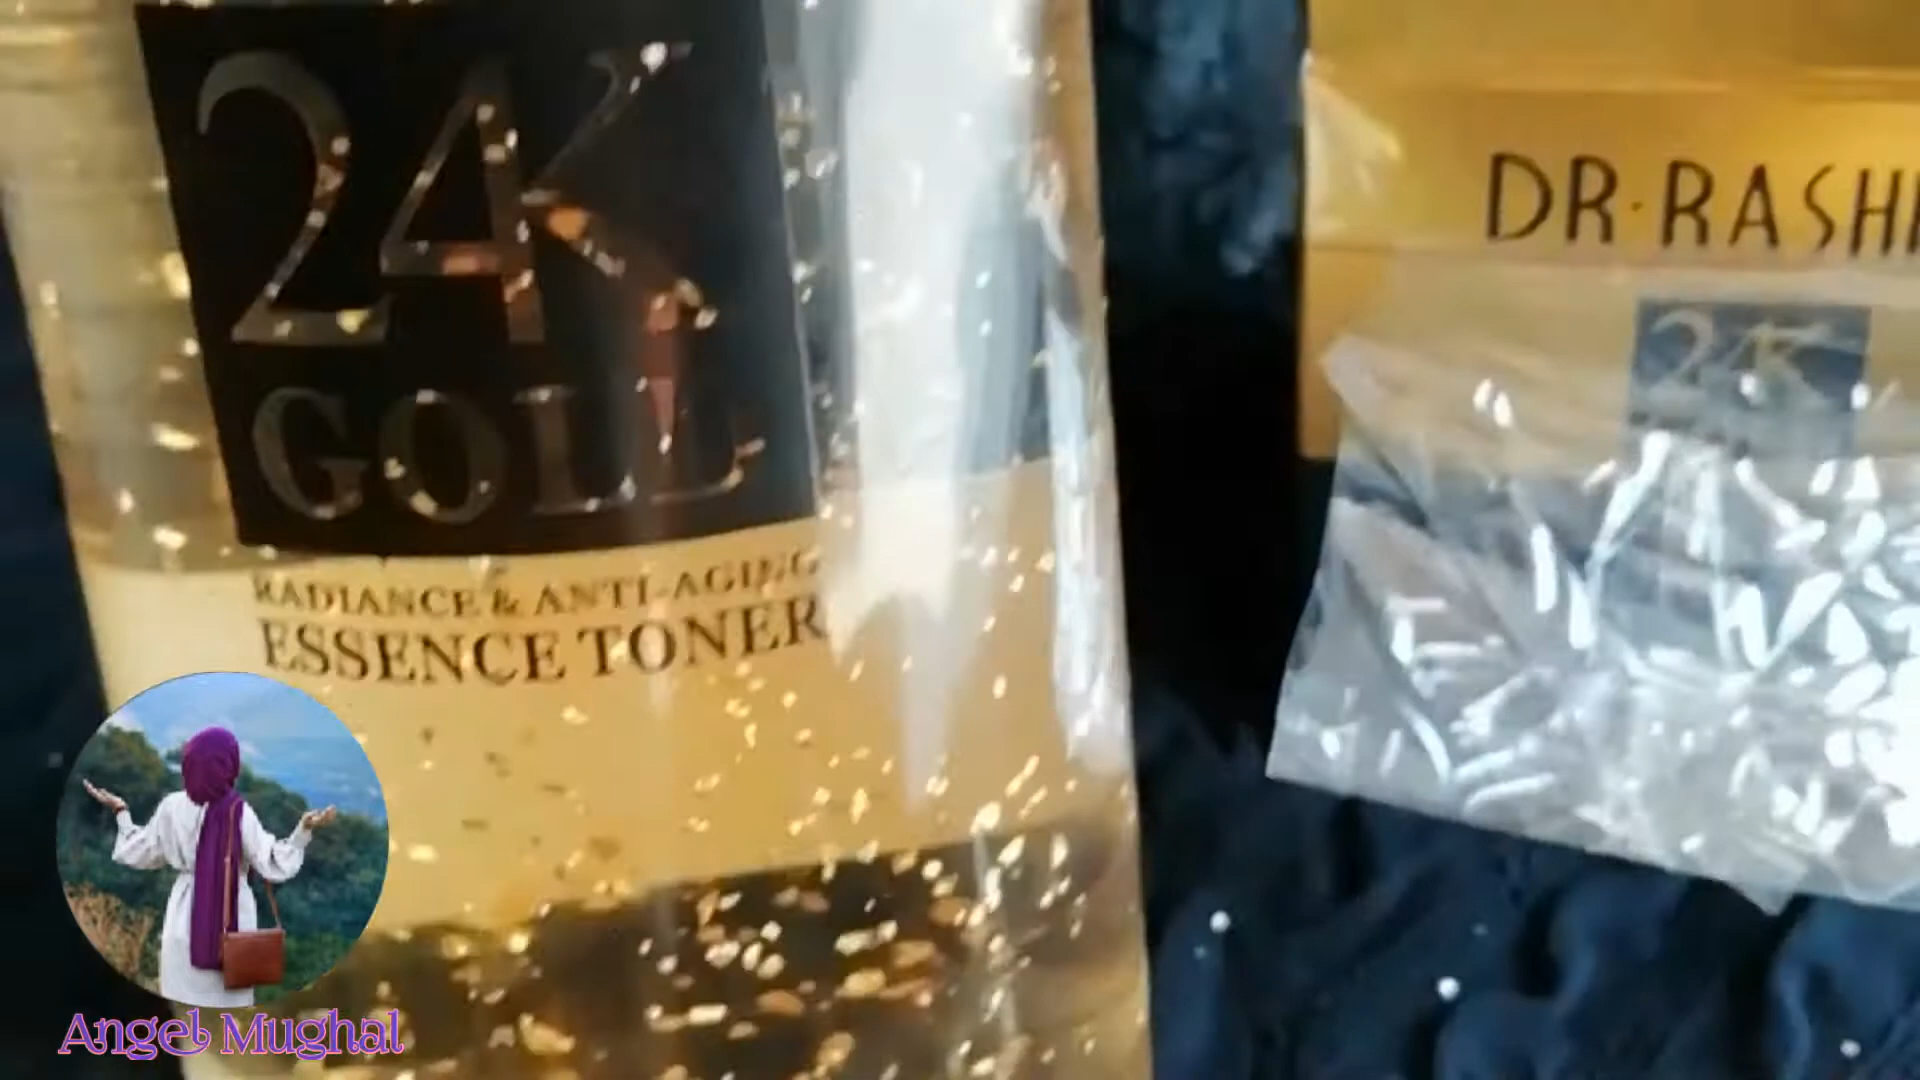 24K
GOLD
RADIANCE & ANTI-AGING
ESSENCE TONER
DR·RASH
24K
Angel Mughal